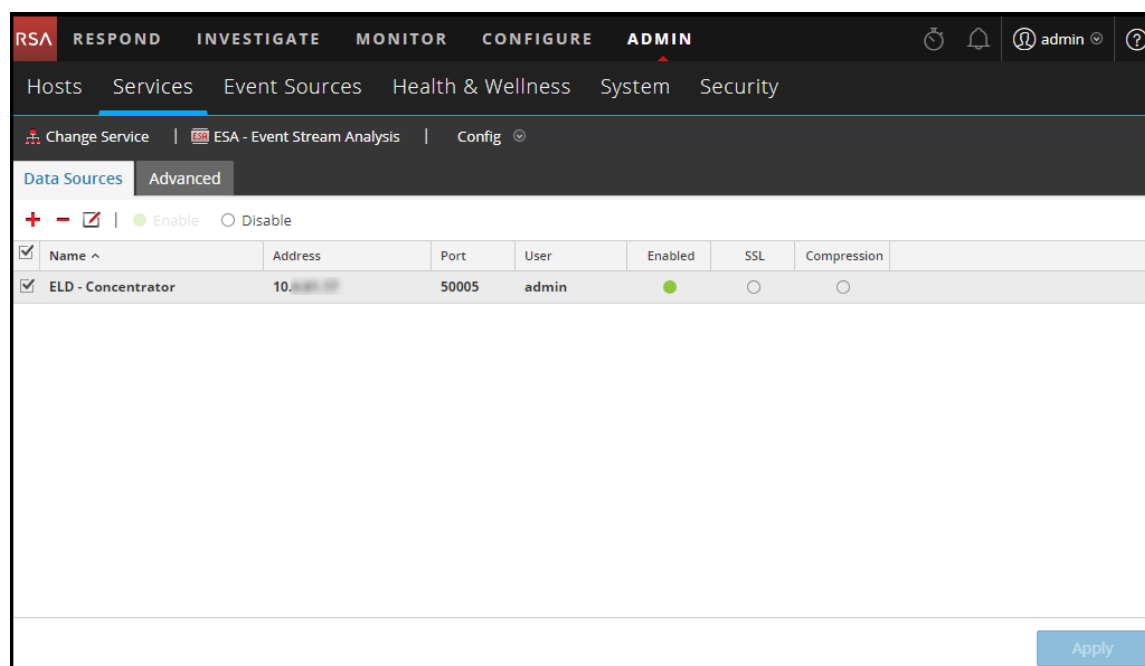 RSA RESPOND INVESTIGATE MONITOR CONFIGURE ADMIN admin ?
Hosts Services Event Sources Health & Wellness System Security
Change Service | ESA ESA - Event Stream Analysis | Config
Data Sources Advanced
Enable Disable
Name Address Port User Enabled SSL Compression
ELD - Concentrator 10. 50005 admin
Apply